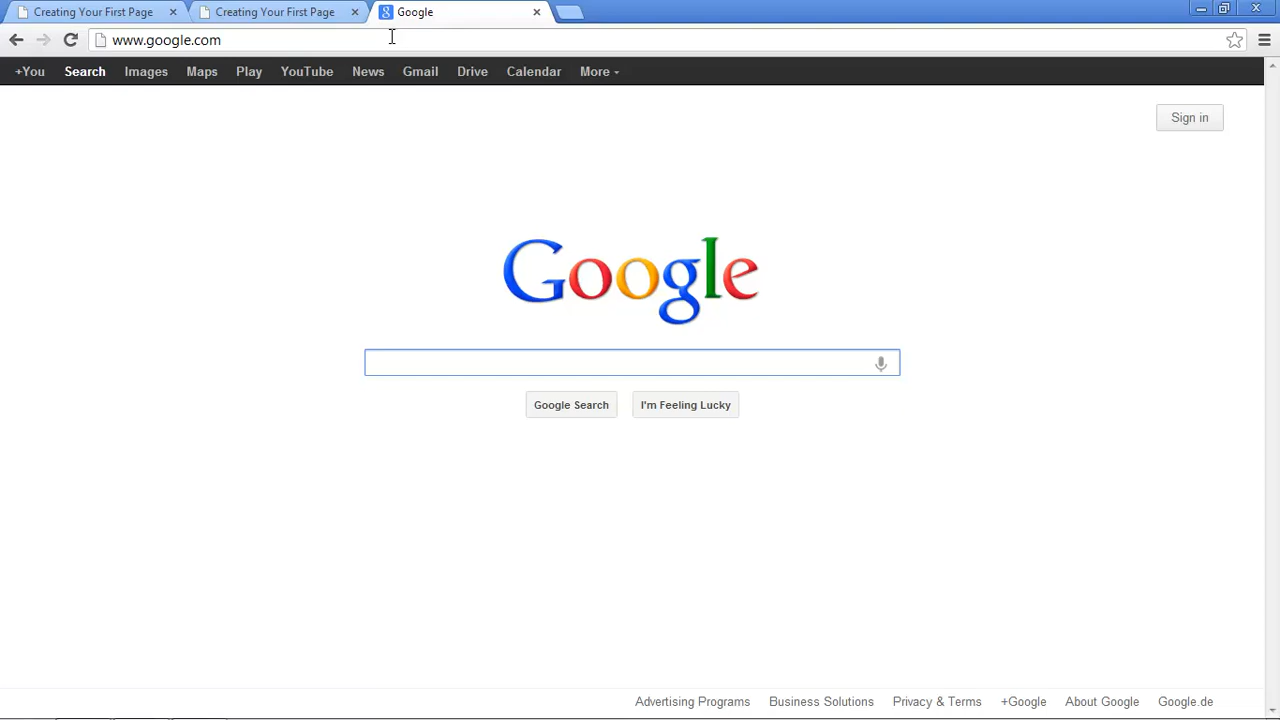 Creating Your First Page
Creating Your First Page
Google
www.google.com
+You Search Images Maps Play YouTube News Gmail Drive Calendar More
Sign in
Google
Google Search I'm Feeling Lucky
Advertising Programs Business Solutions Privacy & Terms +Google About Google Google.de